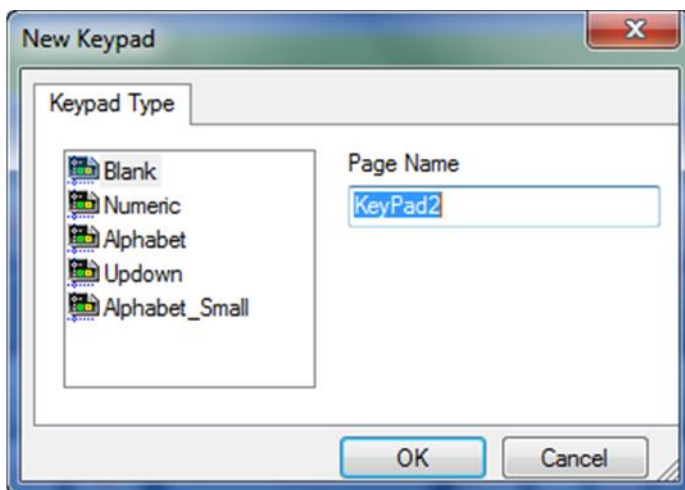 New Keypad
Keypad Type
Blank
Numeric
Alphabet
Updown
Alphabet_Small
Page Name
KeyPad2
OK
Cancel